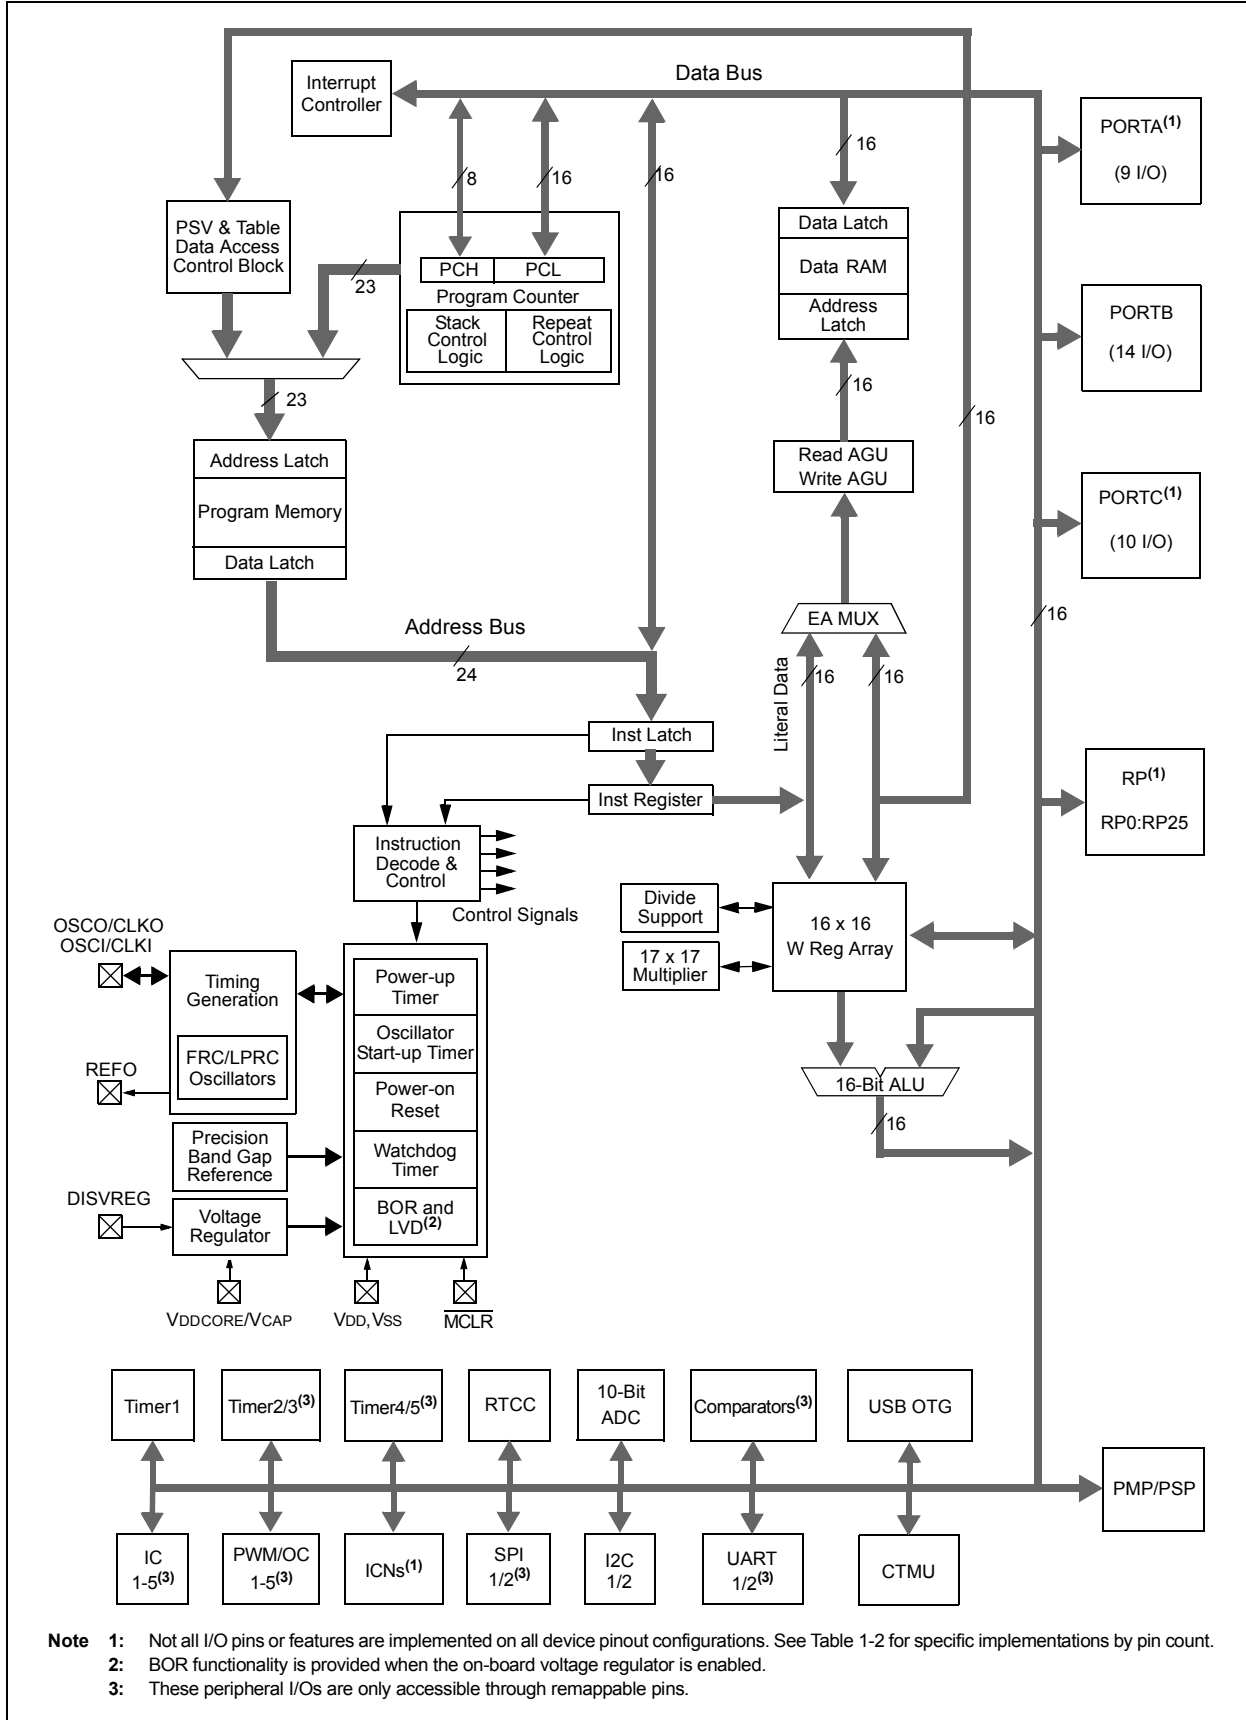 Data Bus
Interrupt
Controller
PORTA(1)
(9 I/O)
16
8
16
16
PSV & Table
Data Access
Control Block
Data Latch
Data RAM
Address
Latch
PCH
PCL
Program Counter
Stack
Control
Logic
Repeat
Control
Logic
23
PORTB
(14 I/O)
16
23
16
Address Latch
Program Memory
Data Latch
Read AGU
Write AGU
PORTC(1)
(10 I/O)
EA MUX
16
Address Bus
24
Literal Data
16
16
Inst Latch
Inst Register
RP(1)
RP0:RP25
Instruction
Decode &
Control
Control Signals
Divide
Support
17 x 17
Multiplier
16 x 16
W Reg Array
OSCO/CLKO
OSCI/CLKI
Timing
Generation
FRC/LPRC
Oscillators
REFO
Power-up
Timer
Oscillator
Start-up Timer
Power-on
Reset
Watchdog
Timer
BOR and
LVD(2)
16-Bit ALU
16
Precision
Band Gap
Reference
DISVREG
Voltage
Regulator
VDDCORE/VCAP
VDD, VSS
MCLR
Timer1
Timer2/3(3)
Timer4/5(3)
RTCC
10-Bit
ADC
Comparators(3)
USB OTG
PMP/PSP
IC
1-5(3)
PWM/OC
1-5(3)
ICNs(1)
SPI
1/2(3)
I2C
1/2
UART
1/2(3)
CTMU
Note 1: Not all I/O pins or features are implemented on all device pinout configurations. See Table 1-2 for specific implementations by pin count.
2: BOR functionality is provided when the on-board voltage regulator is enabled.
3: These peripheral I/Os are only accessible through remappable pins.